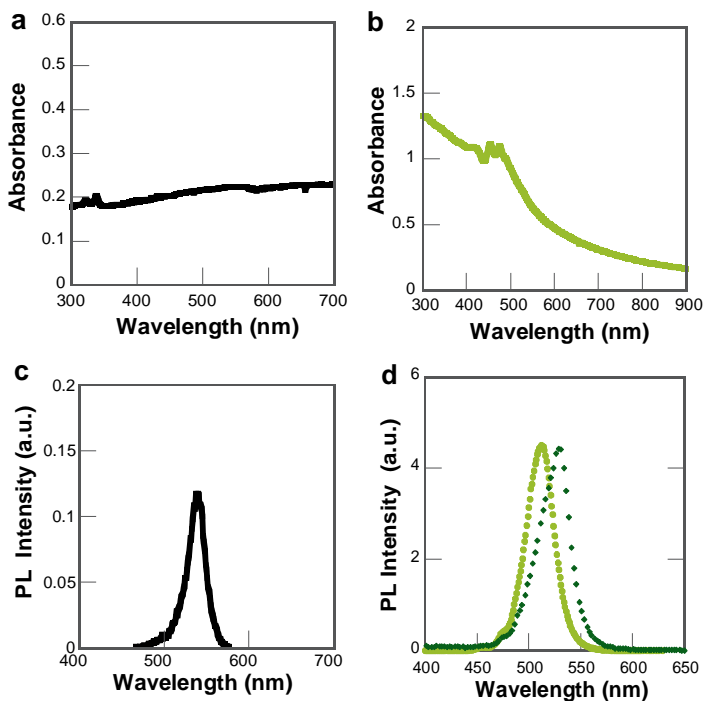 a
0.6
0.5
0.4
0.3
0.2
0.1
0
Absorbance
300 400 500 600 700
Wavelength (nm)
b
2
1.5
1
0.5
0
Absorbance
300 400 500 600 700 800 900
Wavelength (nm)
c
0.2
0.15
0.1
0.05
0
PL Intensity (a.u.)
400 500 600 700
Wavelength (nm)
d
6
4
2
0
PL Intensity (a.u.)
400 450 500 550 600 650
Wavelength (nm)